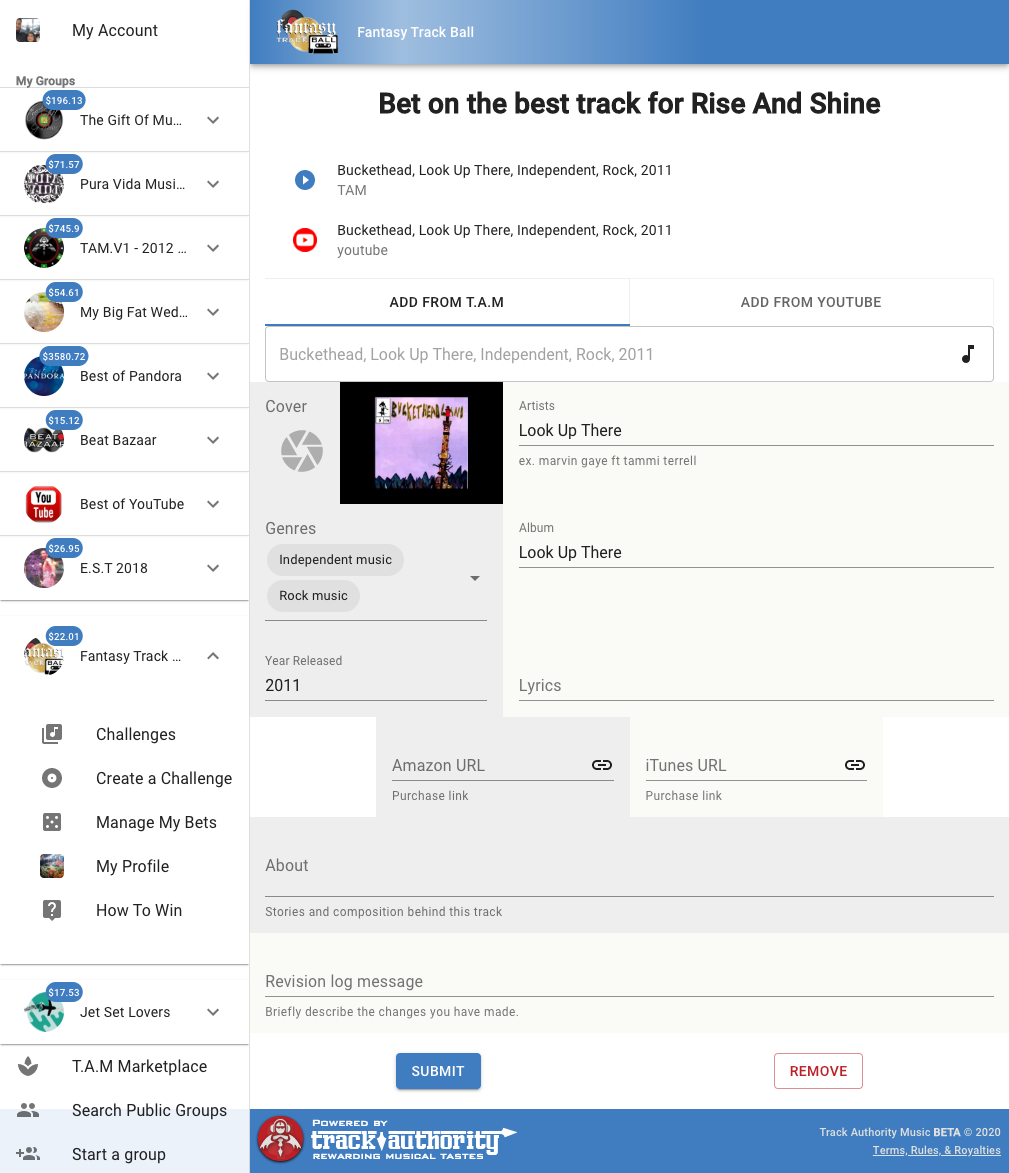 My Account
My Groups
$196.13
The Gift Of Mu...
$71.57
Pura Vida Musi...
$745.9
TAM.V1 - 2012 ...
$54.61
My Big Fat Wed...
$3580.72
PANDORA
Best of Pandora
$15.12
BEAT
BAZAAR
Beat Bazaar
You
Tube
Best of YouTube
$26.95
E.S.T 2018
$22.01
Fantasy Track ...
Challenges
Create a Challenge
Manage My Bets
My Profile
How To Win
$17.53
Jet Set Lovers
T.A.M Marketplace
Search Public Groups
Start a group
fantasy
TRACK
BALL
Fantasy Track Ball
Bet on the best track for Rise And Shine
Buckethead, Look Up There, Independent, Rock, 2011
TAM
Buckethead, Look Up There, Independent, Rock, 2011
youtube
ADD FROM T.A.M
ADD FROM YOUTUBE
Buckethead, Look Up There, Independent, Rock, 2011
Cover
BUCKETHEADLAND
Artists
Look Up There
ex. marvin gaye ft tammi terrell
Genres
Independent music
Rock music
Album
Look Up There
Year Released
2011
Lyrics
Amazon URL
Purchase link
iTunes URL
Purchase link
About
Stories and composition behind this track
Revision log message
Briefly describe the changes you have made.
SUBMIT
REMOVE
POWERED BY
track authority
REWARDING MUSICAL TASTES
Track Authority Music BETA © 2020
Terms, Rules, & Royalties